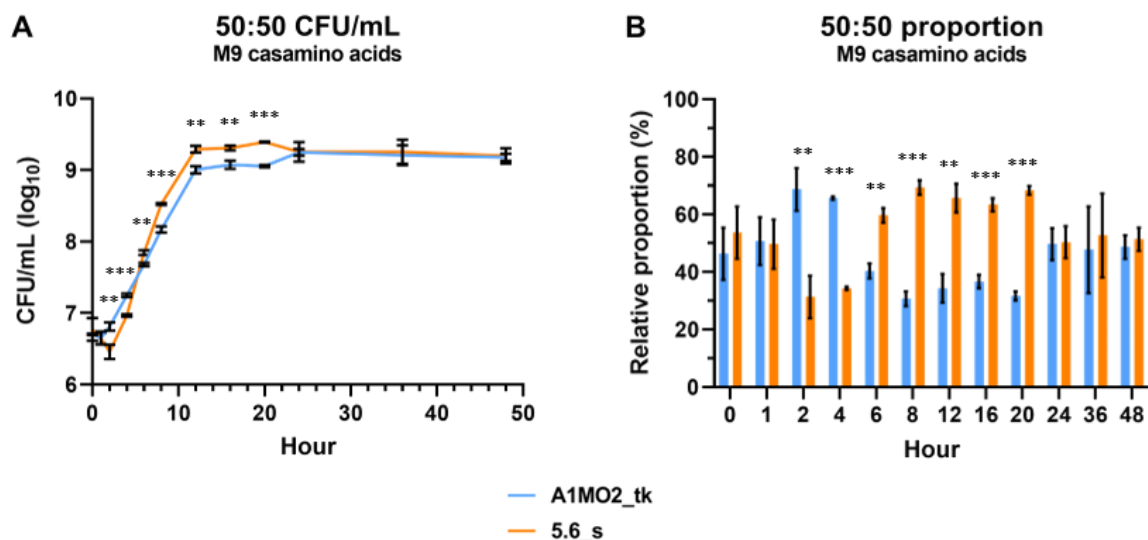 A
50:50 CFU/mL
M9 casamino acids
CFU/mL (log10)
10
9
8
7
6
**
***
**
***
**
**
***
0 10 20 30 40 50
Hour
B
50:50 proportion
M9 casamino acids
Relative proportion (%)
100
80
60
40
20
0
** *** ** *** ** *** ***
0 1 2 4 6 8 12 16 20 24 36 48
Hour
A1MO2_tk
5.6 s